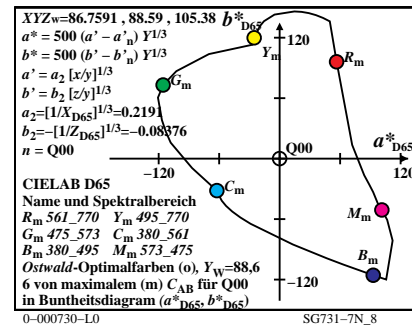 XYZw=86.7591, 88.59, 105.38 b*D65
a* = 500 (a' – a'n) Y1/3
b* = 500 (b' – b'n) Y1/3
a' = a2 [x/y]1/3
b' = b2 [z/y]1/3
a2=[1/XD65]1/3=0.2191
b2=–[1/ZD65]1/3=–0.08376
n = Q00
120
Ym
Rm
Gm
Q00
a*D65
–120
120
Cm
Mm
Bm
–120
CIELAB D65
Name und Spektralbereich
Rm 561_770 Ym 495_770
Gm 475_573 Cm 380_561
Bm 380_495 Mm 573_475
Ostwald-Optimalfarben (o), YW=88,6
6 von maximalem (m) CAB für Q00
in Buntheitsdiagram (a*D65, b*D65)
0–000730–L0
SG731–7N_8